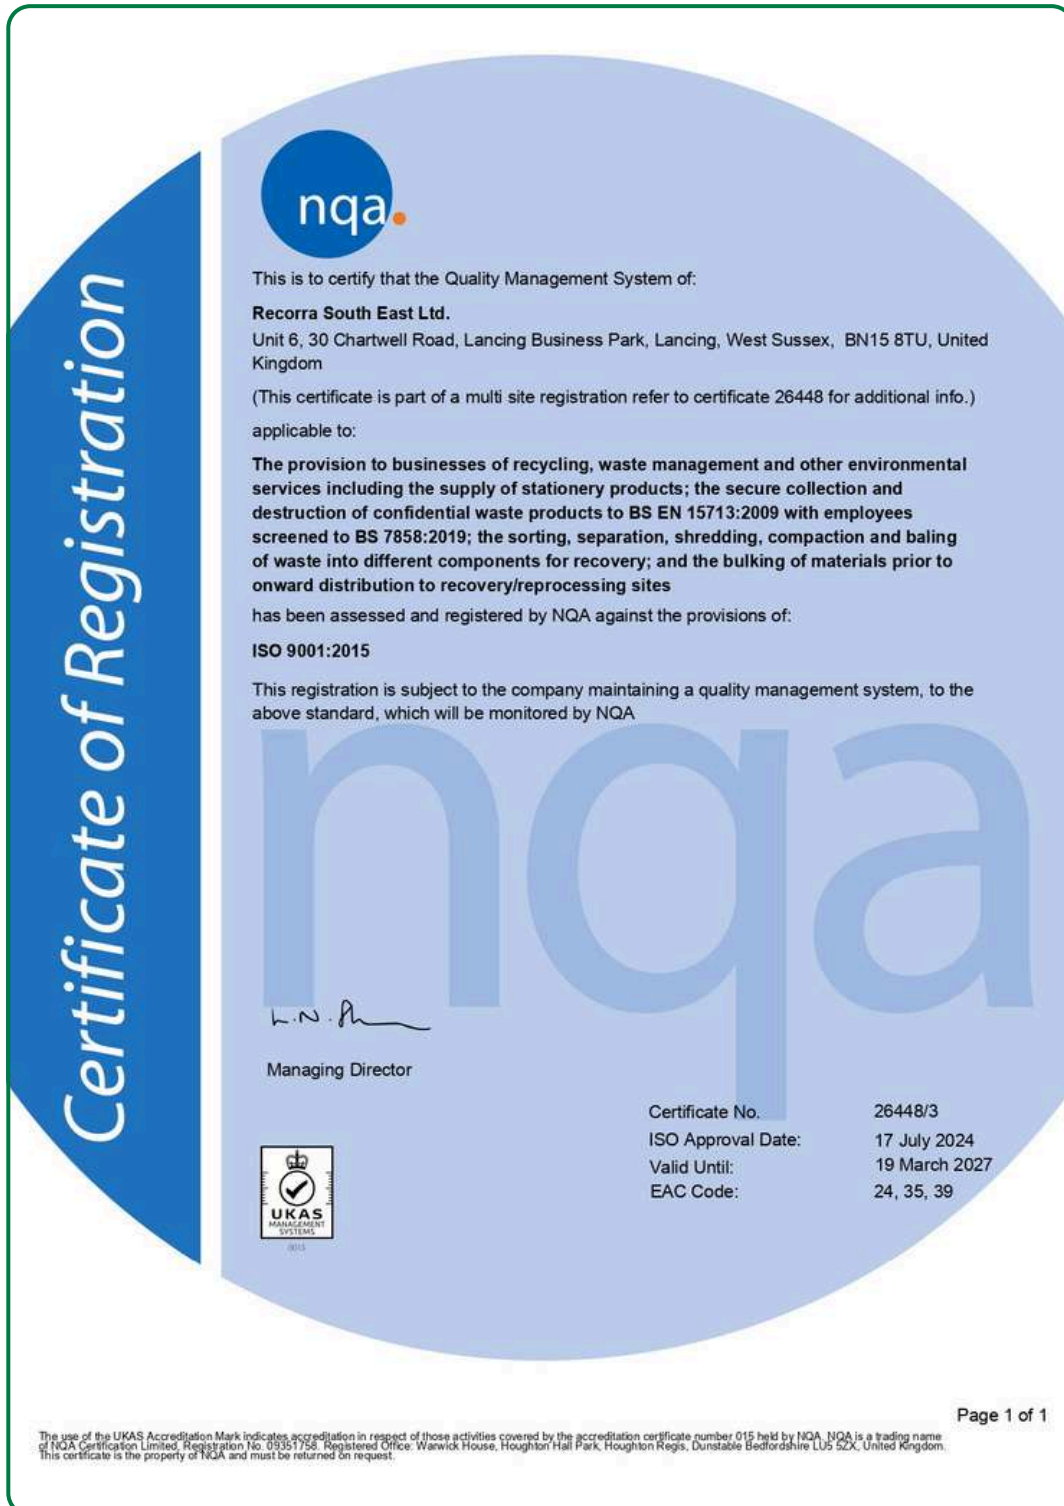 Certificate of Registration
nqa.
This is to certify that the Quality Management System of:
Recorra South East Ltd.
Unit 6, 30 Chartwell Road, Lancing Business Park, Lancing, West Sussex, BN15 8TU, United
Kingdom
(This certificate is part of a multi site registration refer to certificate 26448 for additional info.)
applicable to:
The provision to businesses of recycling, waste management and other environmental
services including the supply of stationery products; the secure collection and
destruction of confidential waste products to BS EN 15713:2009 with employees
screened to BS 7858:2019; the sorting, separation, shredding, compaction and baling
of waste into different components for recovery; and the bulking of materials prior to
onward distribution to recovery/reprocessing sites
has been assessed and registered by NQA against the provisions of:
ISO 9001:2015
This registration is subject to the company maintaining a quality management system, to the
above standard, which will be monitored by NQA
nqa
Managing Director
Certificate No. 26448/3
ISO Approval Date: 17 July 2024
Valid Until: 19 March 2027
EAC Code: 24, 35, 39
UKAS
MANAGEMENT
SYSTEMS
0015
Page 1 of 1
The use of the UKAS Accreditation Mark indicates accreditation in respect of those activities covered by the accreditation certificate number 015 held by NQA. NQA is a trading name
of NQA Certification Limited, Registration No. 09351758. Registered Office: Warwick House, Houghton Hall Park, Houghton Regis, Dunstable Bedfordshire LU5 5ZX, United Kingdom.
This certificate is the property of NQA and must be returned on request.